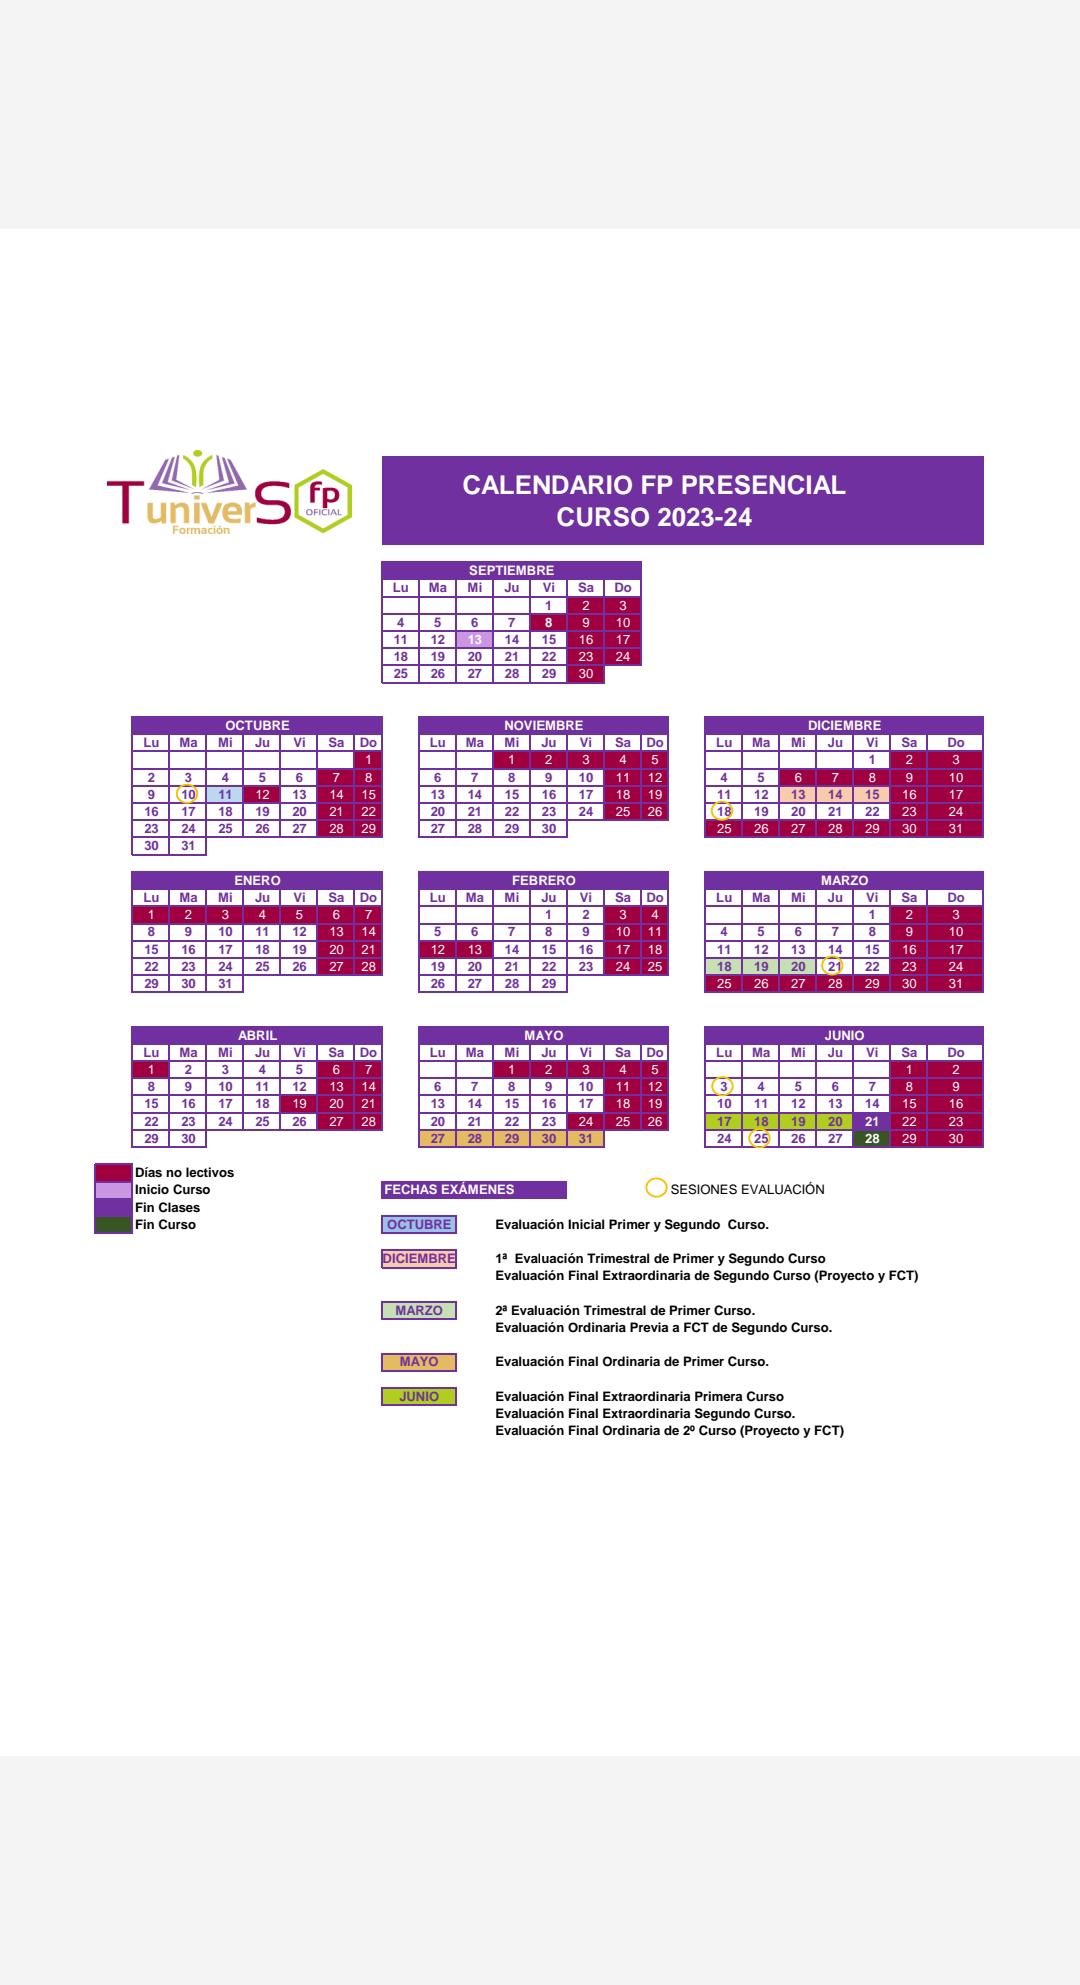 TuniverS
Formación
fp
OFICIAL
CALENDARIO FP PRESENCIAL
CURSO 2023-24
SEPTIEMBRE
Lu Ma Mi Ju Vi Sa Do
1 2 3
4 5 6 7 8 9 10
11 12 13 14 15 16 17
18 19 20 21 22 23 24
25 26 27 28 29 30
OCTUBRE
Lu Ma Mi Ju Vi Sa Do
1
2 3 4 5 6 7 8
9 10 11 12 13 14 15
16 17 18 19 20 21 22
23 24 25 26 27 28 29
30 31
NOVIEMBRE
Lu Ma Mi Ju Vi Sa Do
1 2 3 4 5
6 7 8 9 10 11 12
13 14 15 16 17 18 19
20 21 22 23 24 25 26
27 28 29 30
DICIEMBRE
Lu Ma Mi Ju Vi Sa Do
1 2 3
4 5 6 7 8 9 10
11 12 13 14 15 16 17
18 19 20 21 22 23 24
25 26 27 28 29 30 31
ENERO
Lu Ma Mi Ju Vi Sa Do
1 2 3 4 5 6 7
8 9 10 11 12 13 14
15 16 17 18 19 20 21
22 23 24 25 26 27 28
29 30 31
FEBRERO
Lu Ma Mi Ju Vi Sa Do
1 2 3 4
5 6 7 8 9 10 11
12 13 14 15 16 17 18
19 20 21 22 23 24 25
26 27 28 29
MARZO
Lu Ma Mi Ju Vi Sa Do
1 2 3
4 5 6 7 8 9 10
11 12 13 14 15 16 17
18 19 20 21 22 23 24
25 26 27 28 29 30 31
ABRIL
Lu Ma Mi Ju Vi Sa Do
1 2 3 4 5 6 7
8 9 10 11 12 13 14
15 16 17 18 19 20 21
22 23 24 25 26 27 28
29 30
MAYO
Lu Ma Mi Ju Vi Sa Do
1 2 3 4 5
6 7 8 9 10 11 12
13 14 15 16 17 18 19
20 21 22 23 24 25 26
27 28 29 30 31
JUNIO
Lu Ma Mi Ju Vi Sa Do
1 2
3 4 5 6 7 8 9
10 11 12 13 14 15 16
17 18 19 20 21 22 23
24 25 26 27 28 29 30
Días no lectivos
Inicio Curso
Fin Clases
Fin Curso
FECHAS EXÁMENES
SESIONES EVALUACIÓN
OCTUBRE Evaluación Inicial Primer y Segundo Curso.
DICIEMBRE 1ª Evaluación Trimestral de Primer y Segundo Curso
Evaluación Final Extraordinaria de Segundo Curso (Proyecto y FCT)
MARZO 2ª Evaluación Trimestral de Primer Curso.
Evaluación Ordinaria Previa a FCT de Segundo Curso.
MAYO Evaluación Final Ordinaria de Primer Curso.
JUNIO Evaluación Final Extraordinaria Primera Curso
Evaluación Final Extraordinaria Segundo Curso.
Evaluación Final Ordinaria de 2º Curso (Proyecto y FCT)